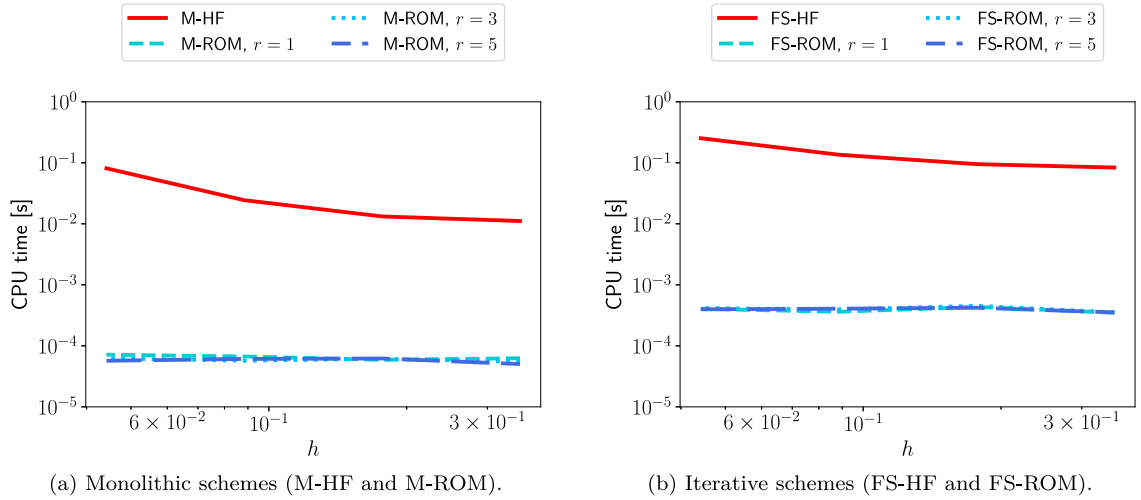 M-HF
M-ROM, r = 1
M-ROM, r = 3
M-ROM, r = 5
10^0
10^{-1}
10^{-2}
10^{-3}
10^{-4}
10^{-5}
CPU time [s]
6 × 10^{-2}
10^{-1}
3 × 10^{-1}
h
(a) Monolithic schemes (M-HF and M-ROM).
FS-HF
FS-ROM, r = 1
FS-ROM, r = 3
FS-ROM, r = 5
10^0
10^{-1}
10^{-2}
10^{-3}
10^{-4}
10^{-5}
CPU time [s]
6 × 10^{-2}
10^{-1}
3 × 10^{-1}
h
(b) Iterative schemes (FS-HF and FS-ROM).